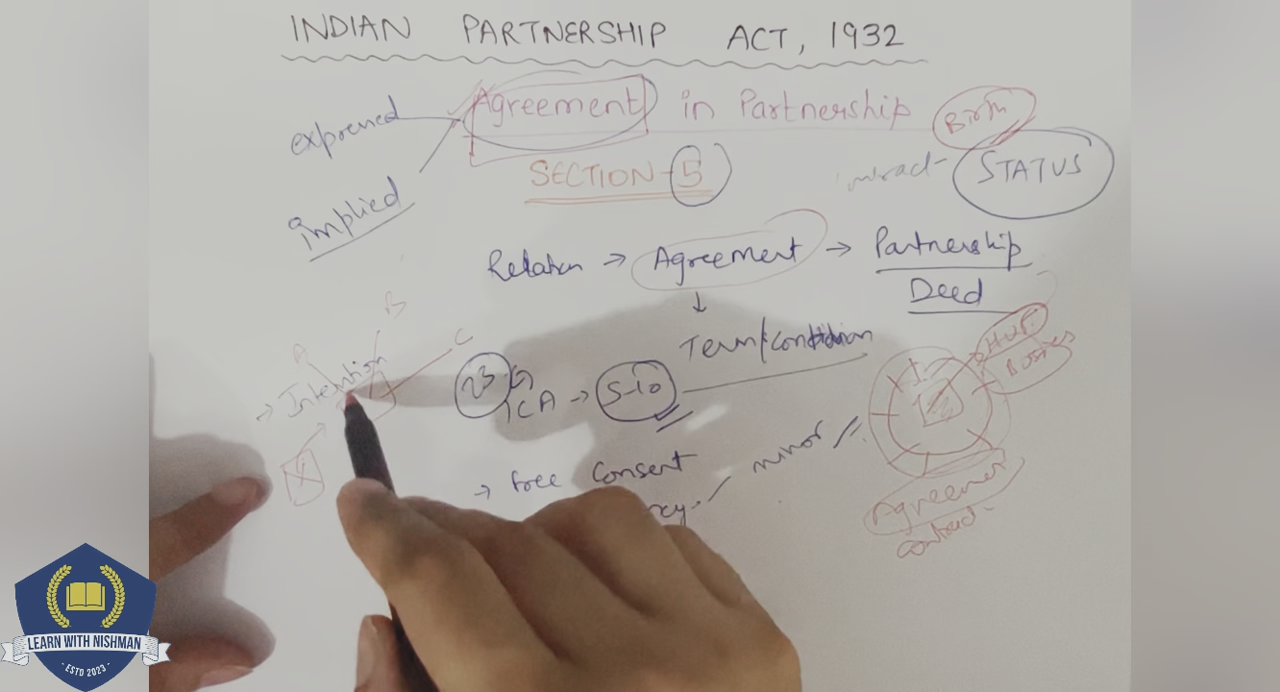 INDIAN PARTNERSHIP ACT, 1932
expressed
Agreement in Partnership
Birth
SECTION-5
STATUS
implied
Relation → Agreement → Partnership
Deed
Term/Condition
B
A
C
→ Intention
23
ICA → S-10
HUF
Business
→ free Consent
minor
Agreement
Contract
LEARN WITH NISHMAN
- ESTD 2023 -